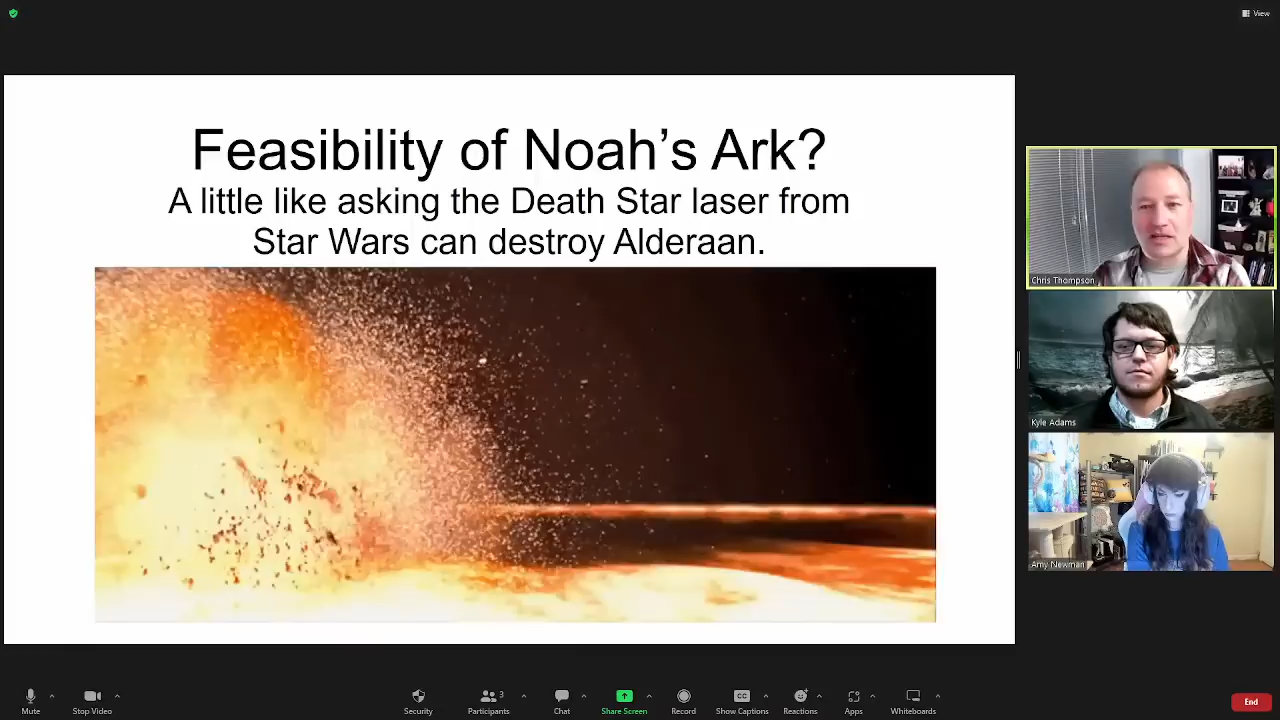 View
Feasibility of Noah's Ark?
A little like asking the Death Star laser from
Star Wars can destroy Alderaan.
Chris Thompson
Kyle Adams
Amy Newman
Mute
Stop Video
Security
Participants
3
Chat
Share Screen
Record
CC
Show Captions
Reactions
Apps
Whiteboards
End